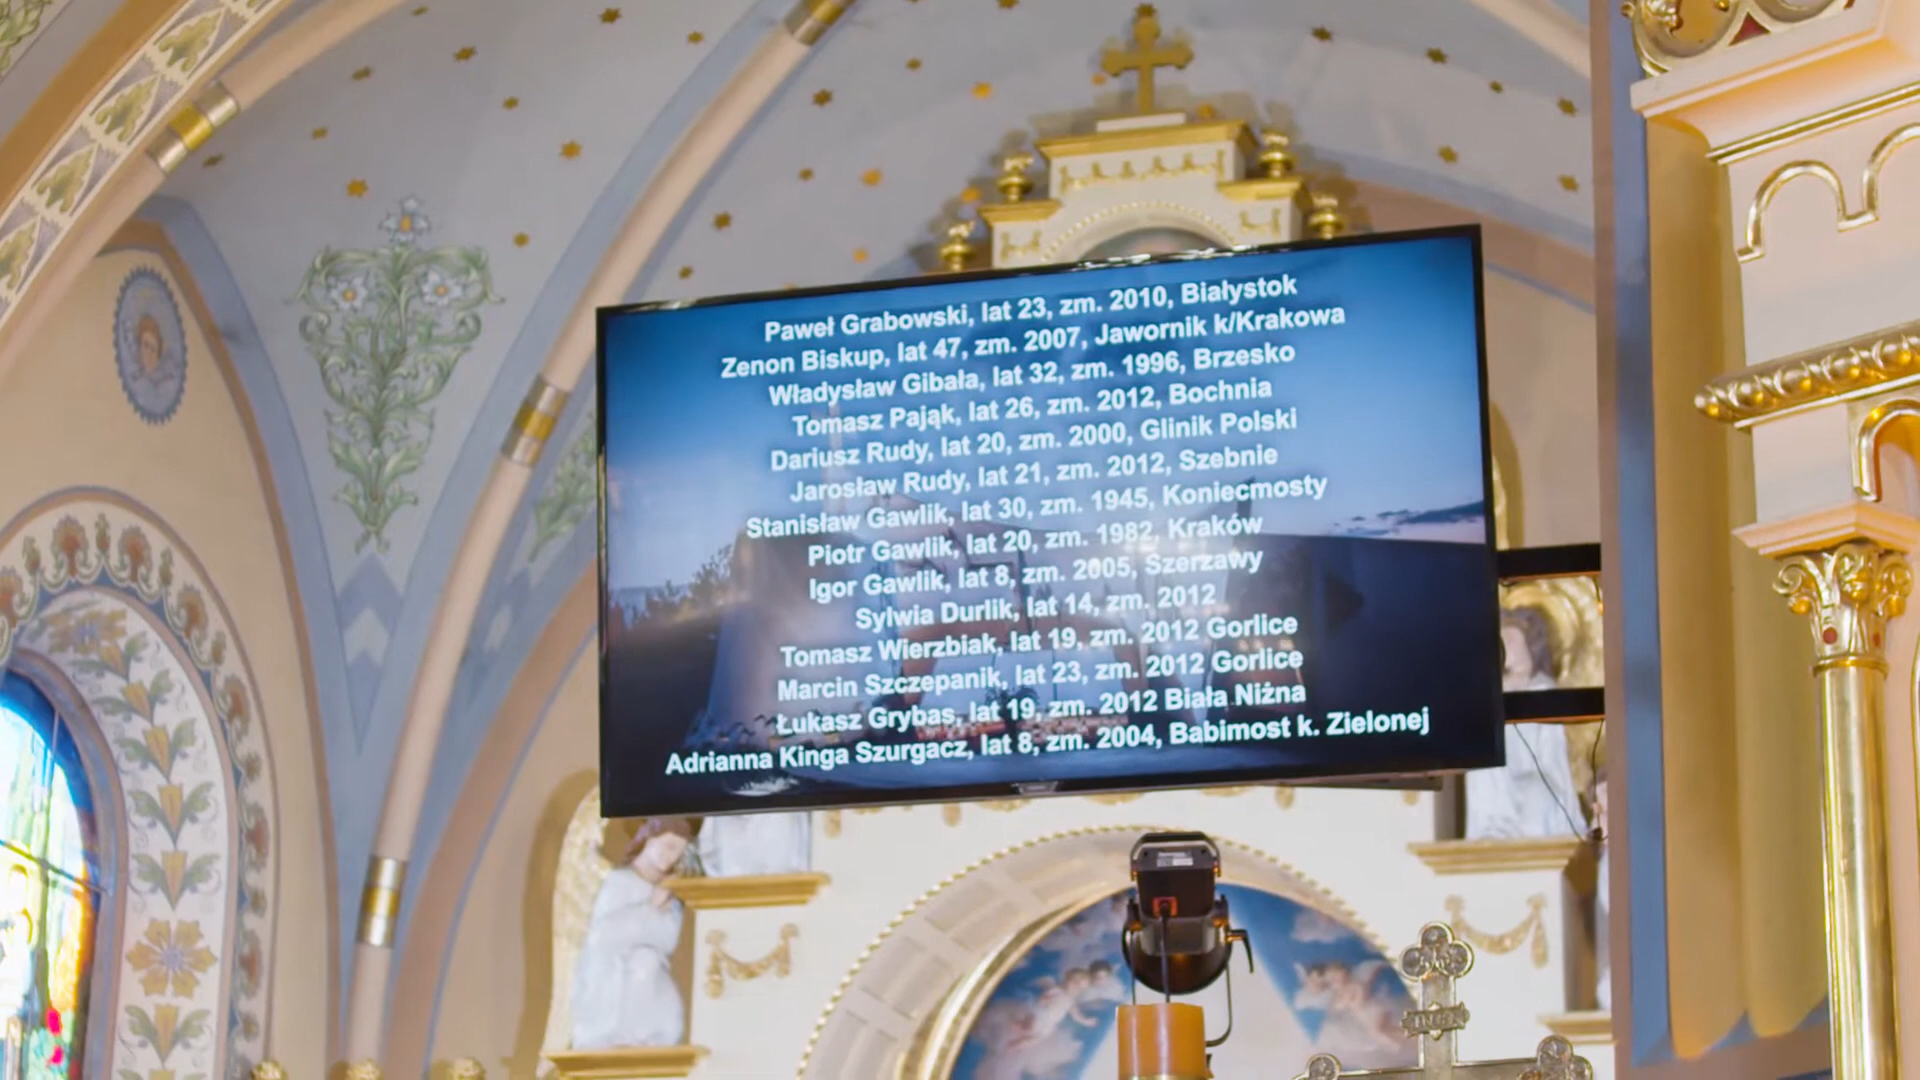 Paweł Grabowski, lat 23, zm. 2010, Białystok
Zenon Biskup, lat 47, zm. 2007, Jawornik k/Krakowa
Władysław Gibała, lat 32, zm. 1996, Brzesko
Tomasz Pająk, lat 26, zm. 2012, Bochnia
Dariusz Rudy, lat 20, zm. 2000, Glinik Polski
Jarosław Rudy, lat 21, zm. 2012, Szebnie
Stanisław Gawlik, lat 30, zm. 1945, Koniecmosty
Piotr Gawlik, lat 20, zm. 1982, Kraków
Igor Gawlik, lat 8, zm. 2005, Szerzawy
Sylwia Durlik, lat 14, zm. 2012
Tomasz Wierzbiak, lat 19, zm. 2012 Gorlice
Marcin Szczepanik, lat 23, zm. 2012 Gorlice
Łukasz Grybaś, lat 19, zm. 2012 Biała Niźna
Adrianna Kinga Szurgacz, lat 8, zm. 2004, Babimost k. Zielonej